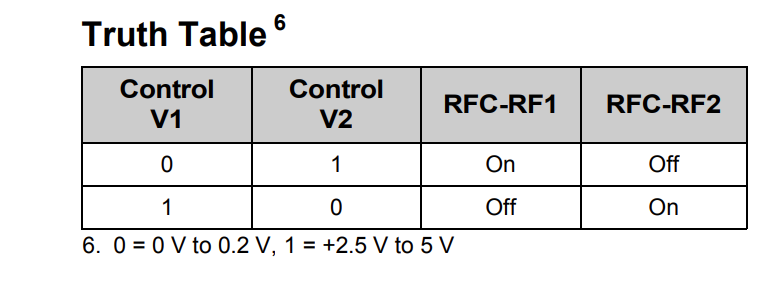 Truth Table 6
Control V1 Control V2 RFC-RF1 RFC-RF2
0 1 On Off
1 0 Off On
6. 0 = 0 V to 0.2 V, 1 = +2.5 V to 5 V